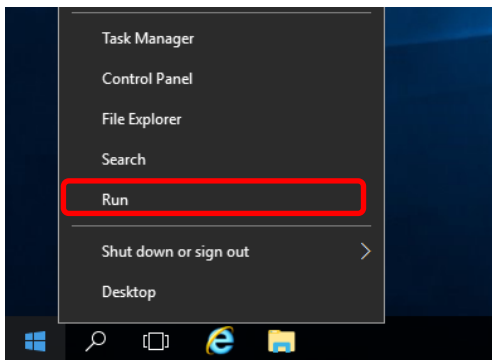 Task Manager
Control Panel
File Explorer
Search
Run
Shut down or sign out
Desktop